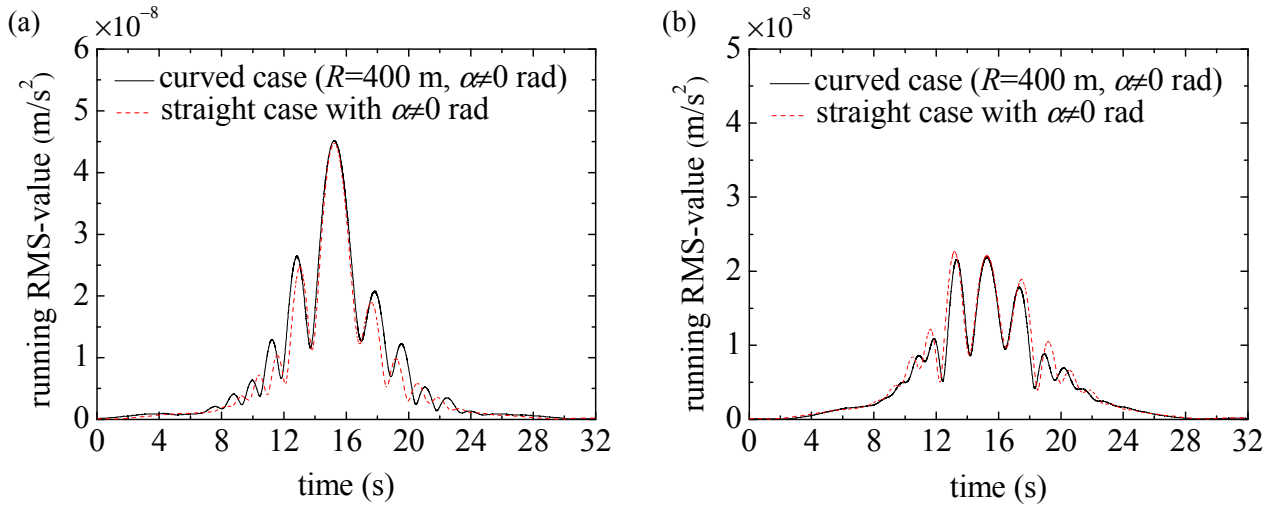 (a)
×10⁻⁸
6
5
4
3
2
1
0
running RMS-value (m/s²)
curved case (R=400 m, α≠0 rad)
straight case with α≠0 rad
0 4 8 12 16 20 24 28 32
time (s)
(b)
×10⁻⁸
5
4
3
2
1
0
running RMS-value (m/s²)
curved case (R=400 m, α≠0 rad)
straight case with α≠0 rad
0 4 8 12 16 20 24 28 32
time (s)